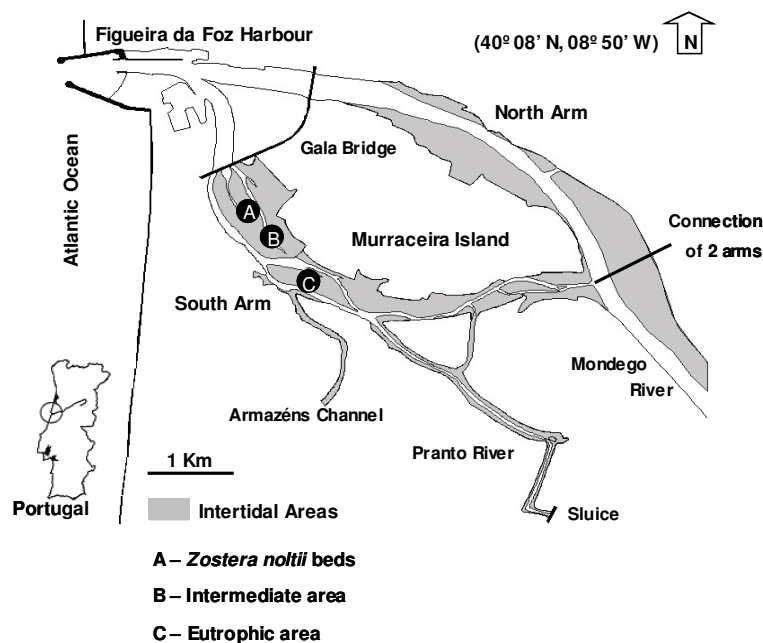 Figueira da Foz Harbour
(40º 08' N, 08º 50' W)
N
North Arm
Gala Bridge
Atlantic Ocean
A
B
Murraceira Island
Connection
of 2 arms
C
South Arm
Mondego
River
Armazéns Channel
Pranto River
1 Km
Portugal
Intertidal Areas
Sluice
A – Zostera noltii beds
B – Intermediate area
C – Eutrophic area